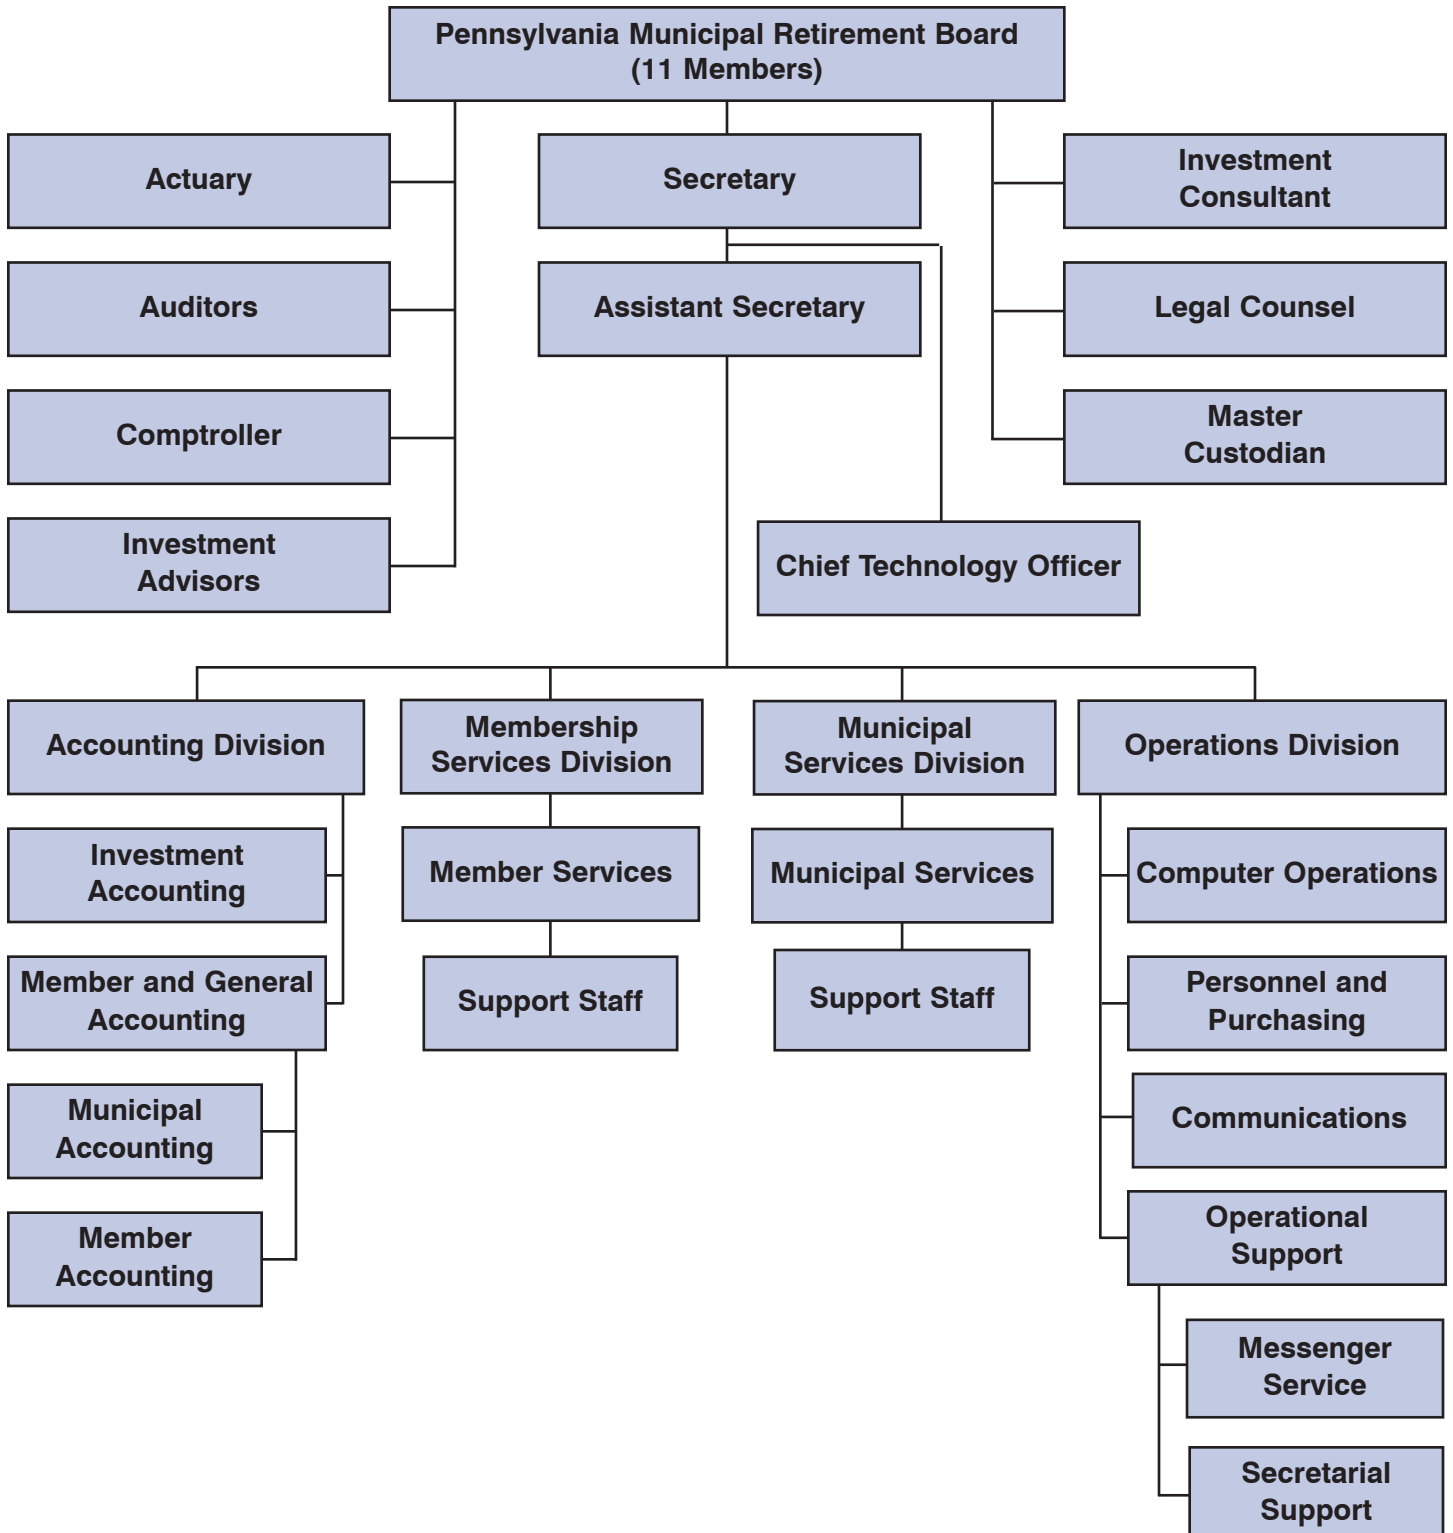 Pennsylvania Municipal Retirement Board
(11 Members)
Actuary
Secretary
Investment
Consultant
Auditors
Assistant Secretary
Legal Counsel
Comptroller
Master
Custodian
Investment
Advisors
Chief Technology Officer
Accounting Division
Membership
Services Division
Municipal
Services Division
Operations Division
Investment
Accounting
Member Services
Municipal Services
Computer Operations
Member and General
Accounting
Support Staff
Support Staff
Personnel and
Purchasing
Municipal
Accounting
Communications
Member
Accounting
Operational
Support
Messenger
Service
Secretarial
Support